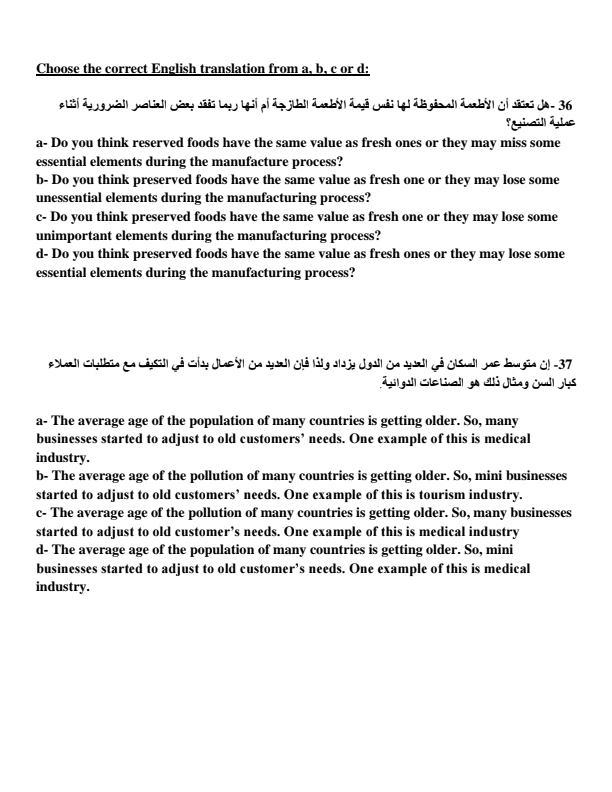 Choose the correct English translation from a, b, c or d:
36 -هل تعتقد أن الأطعمة المحفوظة لها نفس قيمة الأطعمة الطازجة أم أنها ربما تفقد بعض العناصر الضرورية أثناء
عملية التصنيع؟
a- Do you think reserved foods have the same value as fresh ones or they may miss some
essential elements during the manufacture process?
b- Do you think preserved foods have the same value as fresh one or they may lose some
unessential elements during the manufacturing process?
c- Do you think preserved foods have the same value as fresh one or they may lose some
unimportant elements during the manufacturing process?
d- Do you think preserved foods have the same value as fresh ones or they may lose some
essential elements during the manufacturing process?
37- إن متوسط عمر السكان في العديد من الدول يزداد ولذا فإن العديد من الأعمال بدأت في التكيف مع متطلبات العملاء
كبار السن ومثال ذلك هو الصناعات الدوائية.
a- The average age of the population of many countries is getting older. So, many
businesses started to adjust to old customers’ needs. One example of this is medical
industry.
b- The average age of the pollution of many countries is getting older. So, mini businesses
started to adjust to old customers’ needs. One example of this is tourism industry.
c- The average age of the pollution of many countries is getting older. So, many businesses
started to adjust to old customer’s needs. One example of this is medical industry
d- The average age of the population of many countries is getting older. So, mini
businesses started to adjust to old customer’s needs. One example of this is medical
industry.